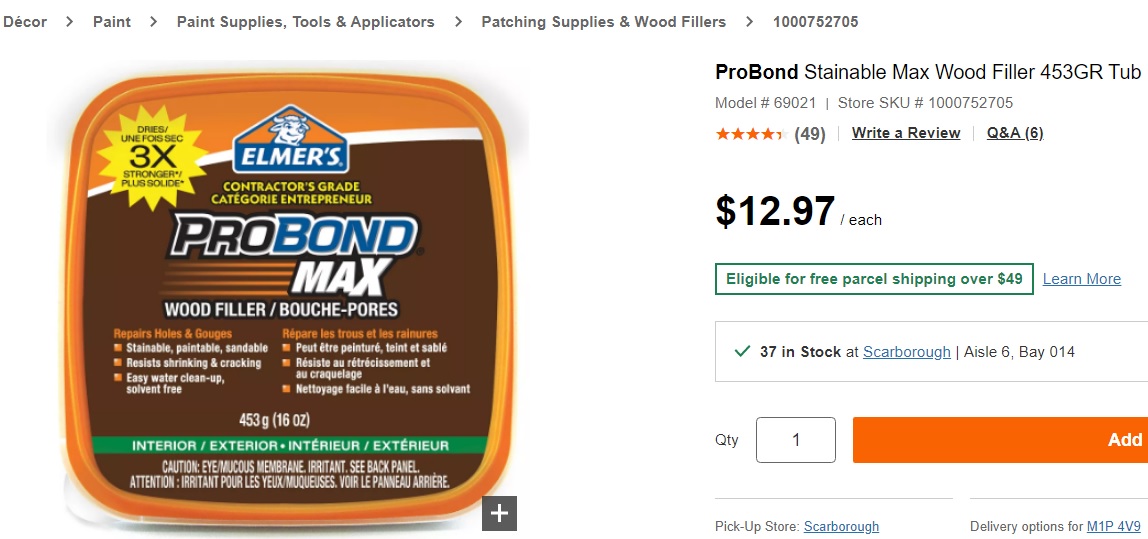 Décor > Paint > Paint Supplies, Tools & Applicators > Patching Supplies & Wood Fillers > 1000752705
DRIES/
UNE FOIS SEC
3X
STRONGER*/
PLUS SOLIDE*
ELMER'S
CONTRACTOR'S GRADE
CATÉGORIE ENTREPRENEUR
PROBOND
MAX
WOOD FILLER / BOUCHE-PORES
Repairs Holes & Gouges
Stainable, paintable, sandable
Resists shrinking & cracking
Easy water clean-up,
solvent free
Répare les trous et les rainures
Peut être peinturé, teint et sablé
Résiste au rétrécissement et
au craquelage
Nettoyage facile à l'eau, sans solvant
453 g (16 OZ)
INTERIOR / EXTERIOR • INTÉRIEUR / EXTÉRIEUR
CAUTION: EYE/MUCOUS MEMBRANE. IRRITANT. SEE BACK PANEL.
ATTENTION : IRRITANT POUR LES YEUX/MUQUEUSES. VOIR LE PANNEAU ARRIÈRE.
ProBond Stainable Max Wood Filler 453GR Tub
Model # 69021 | Store SKU # 1000752705
(49) | Write a Review | Q&A (6)
$12.97 / each
Eligible for free parcel shipping over $49 Learn More
37 in Stock at Scarborough | Aisle 6, Bay 014
Qty 1 Add
Pick-Up Store: Scarborough
Delivery options for M1P 4V9